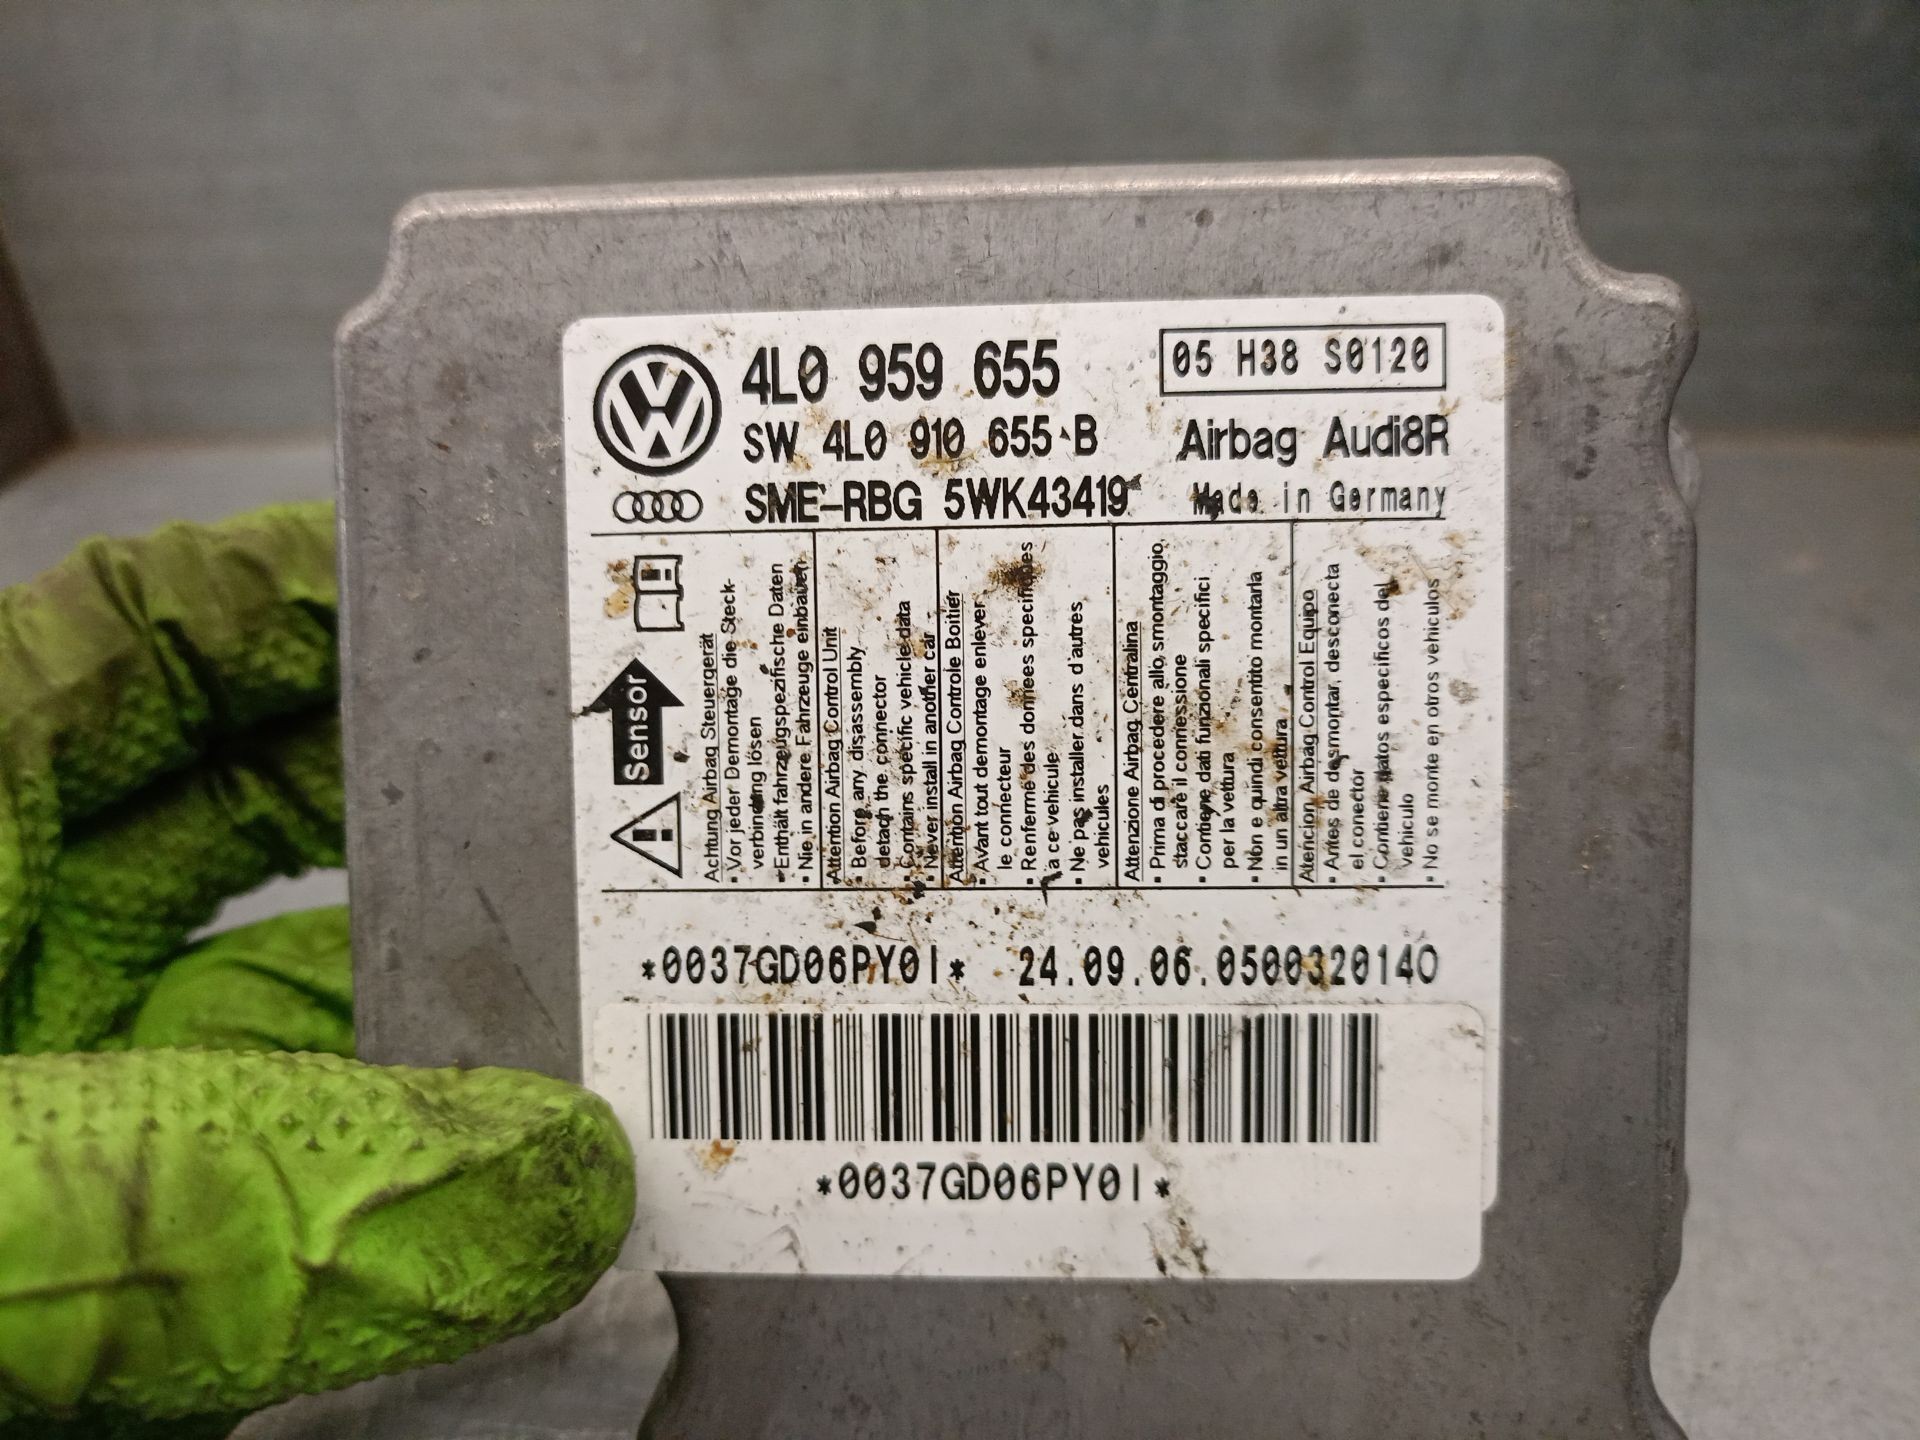 4L0 959 655
05 H38 S0120
SW 4L0 910 655 B
Airbag Audi8R
SME-RBG 5WK43419
Made in Germany
Sensor
Achtung Airbag Steuergerät
• Vor jeder Demontage die Steck-
verbindung lösen
• Enthält fahrzeugspezifische Daten
• Nie in andere Fahrzeuge einbauen
Attention Airbag Control Unit
• Before any disassembly
detach the connector
• Contains specific vehicle data
• Never install in another car
Attention Airbag Controle Boitier
• Avant tout demontage enlever
le connecteur
• Renferme des donnees specifiques
a ce vehicule
• Ne pas installer dans d'autres
vehicules
Attenzione Airbag Centralina
• Prima di procedere allo smontaggio,
staccare il connessione
• Contiene dati funzionali specifici
per la vettura
• Non e quindi consentito montarla
in un altra vettura
Atencion Airbag Control Equipo
• Antes de desmontar, desconecta
el conector
• Contiene datos especificos del
vehiculo
• No se monte en otros vehiculos
*0037GD06PY0I* 24.09.06.0500320140
*0037GD06PY0I*